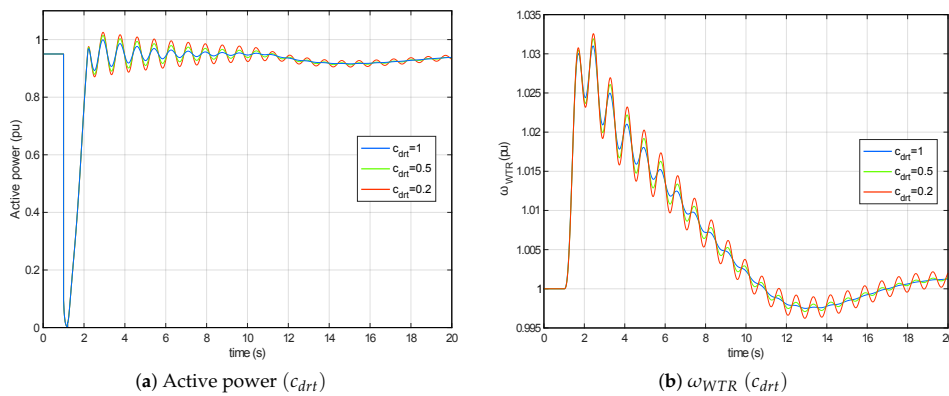 1
0.8
0.6
0.4
0.2
0
Active power (pu)
0 2 4 6 8 10 12 14 16 18 20
time (s)
c_drt=1
c_drt=0.5
c_drt=0.2
(a) Active power (c_drt)
1.035
1.03
1.025
1.02
1.015
1.01
1.005
1
0.995
ω_WTR (pu)
0 2 4 6 8 10 12 14 16 18 20
time (s)
c_drt=1
c_drt=0.5
c_drt=0.2
(b) ω_WTR (c_drt)